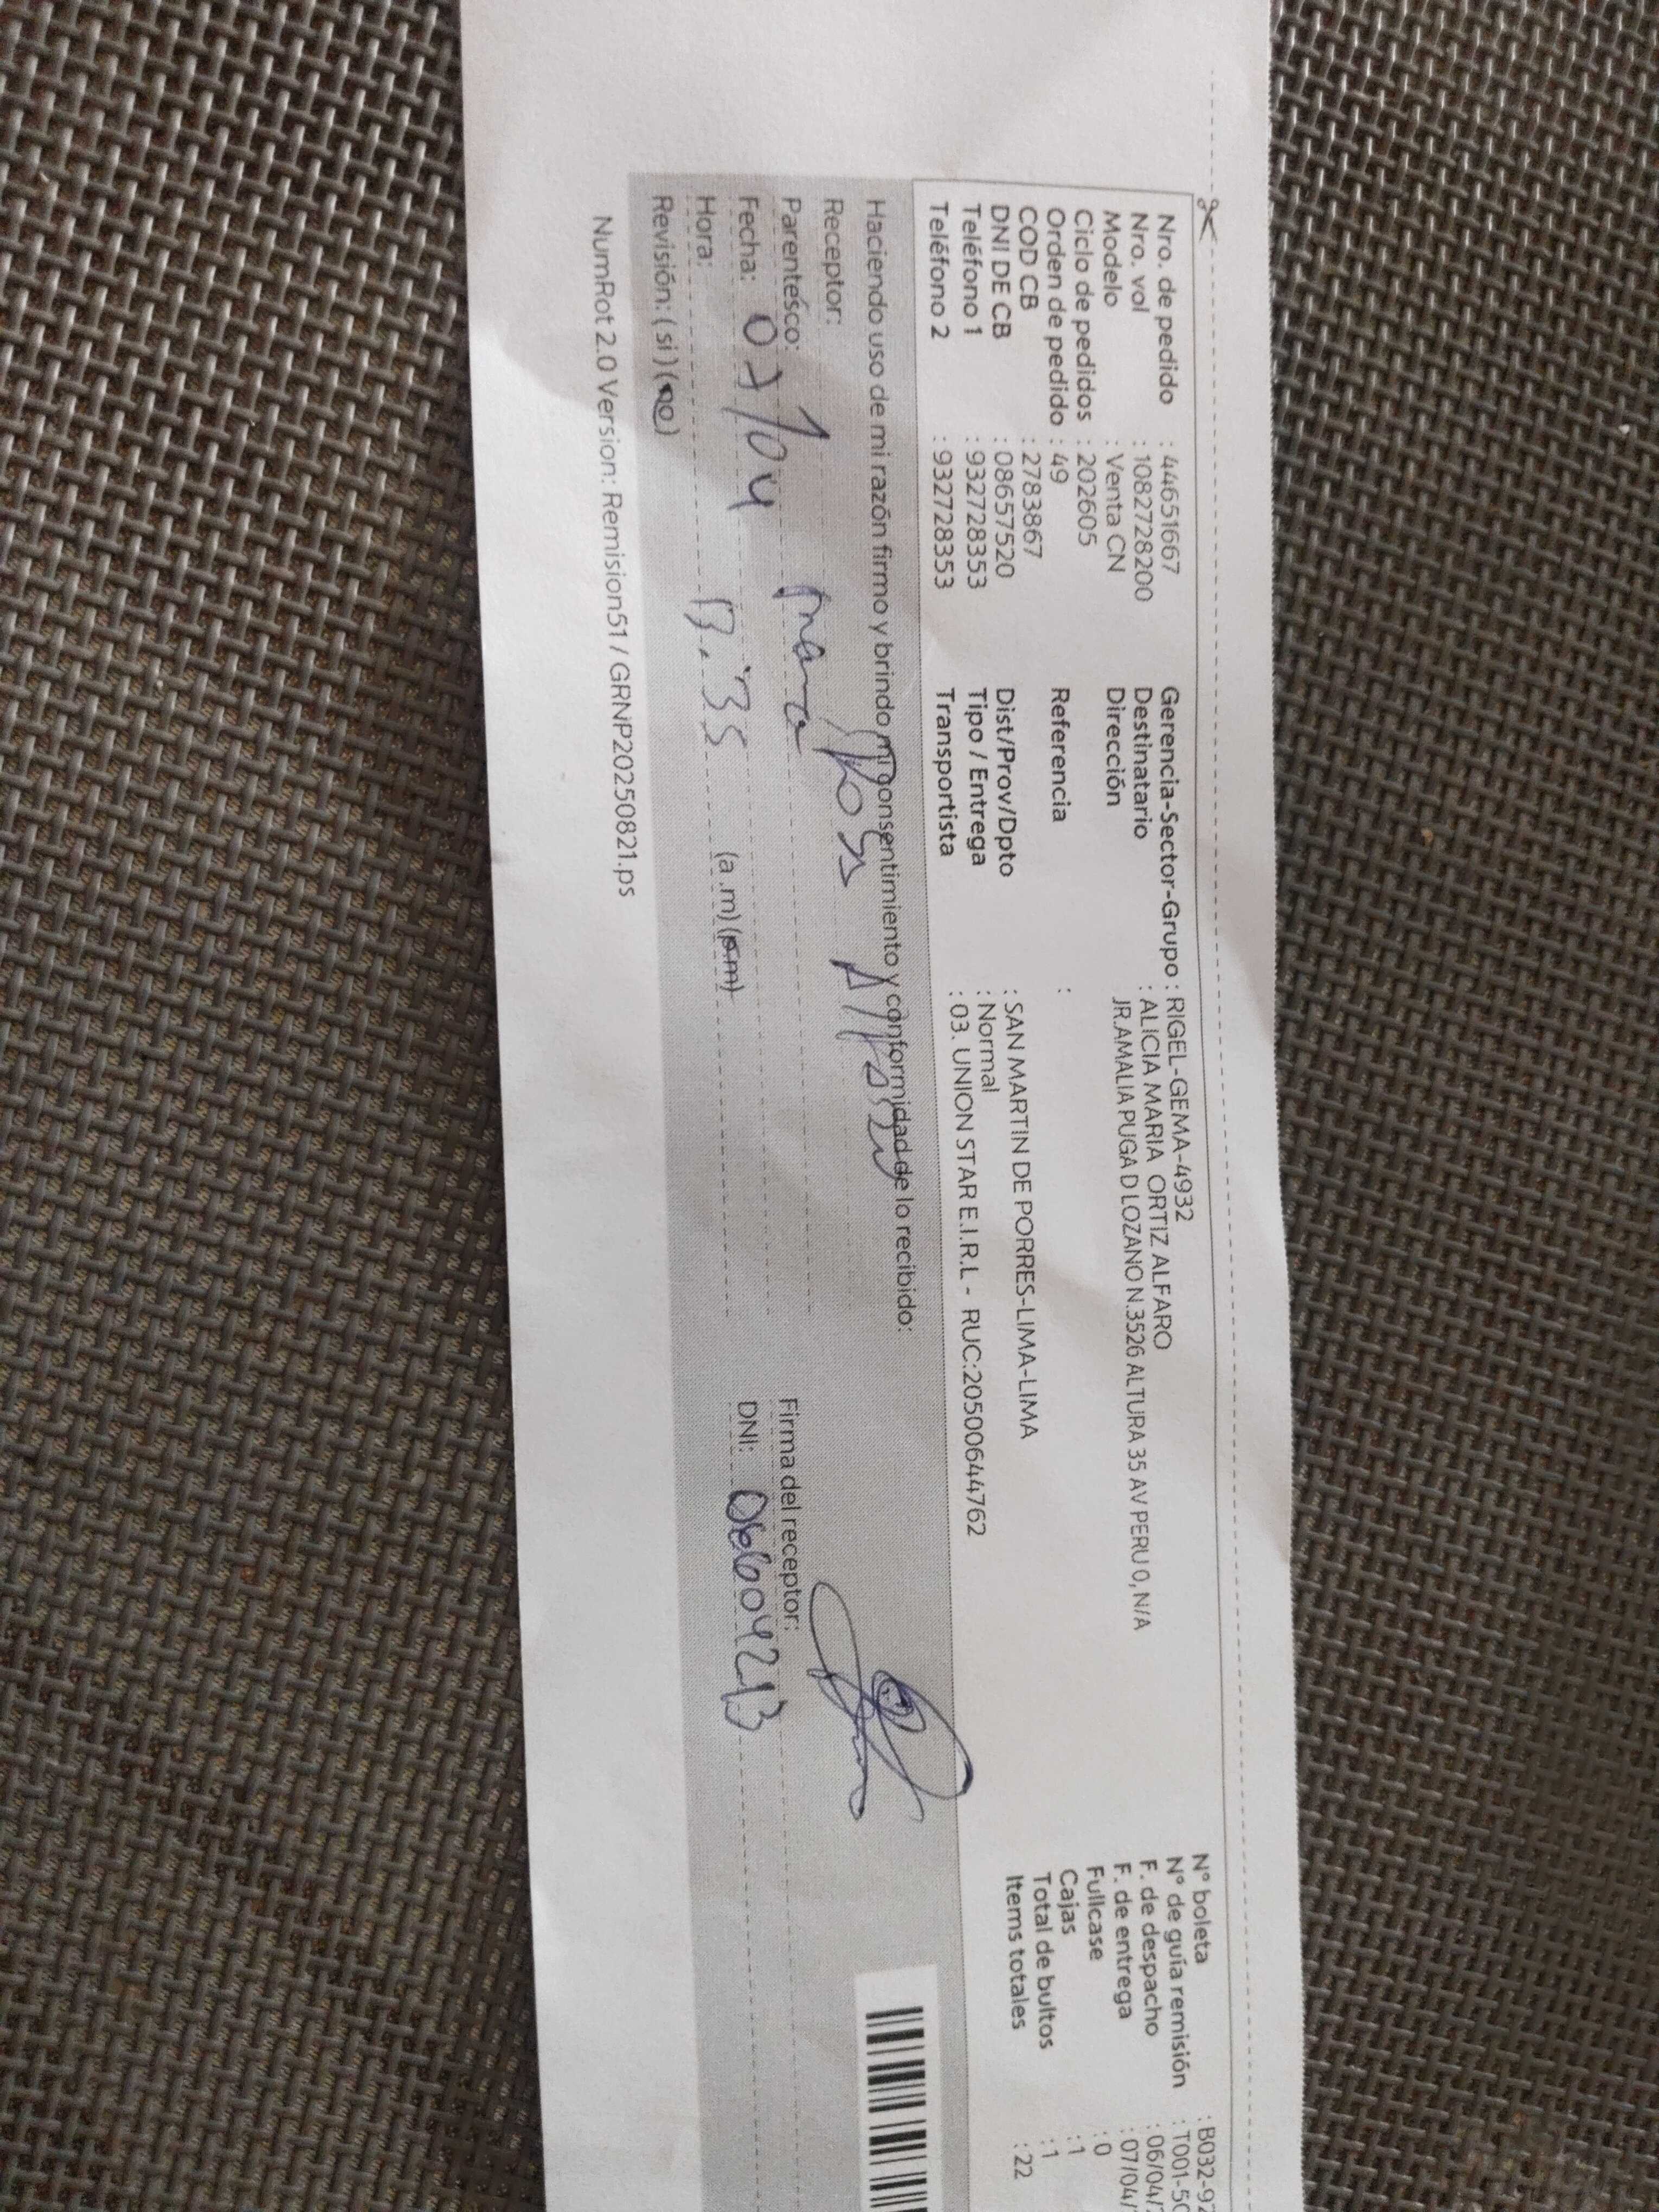 Nro. de pedido : 44651667
Nro. vol : 1082728200
Modelo : Venta CN
Ciclo de pedidos : 202605
Orden de pedido : 49
COD CB : 2783867
DNI DE CB : 08657520
Teléfono 1 : 932728353
Teléfono 2 : 932728353
Gerencia-Sector-Grupo : RIGEL-GEMA-4932
Destinatario : ALICIA MARIA ORTIZ ALFARO
Dirección JR.AMALIA PUGA D LOZANO N.3526 ALTURA 35 AV PERU 0, N/A
Referencia :
Dist/Prov/Dpto : SAN MARTIN DE PORRES-LIMA-LIMA
Tipo / Entrega : Normal
Transportista : 03. UNION STAR E.I.R.L - RUC:20500644762
N° boleta : B032-92
N° de guía remisión : T001-50
F. de despacho : 06/04/
F. de entrega : 07/04/
Fullcase : 0
Cajas : 1
Total de bultos : 1
Items totales : 22
Haciendo uso de mi razón firmo y brindo mi consentimiento y conformidad de lo recibido:
Receptor:
Parentesco: mama
Fecha: 07/04
Hora: (a.m)(p.m)
Revisión: (si)(no)
Firma del receptor:
DNI:
NumRot 2.0 Version: Remision51 / GRNP20250821.ps